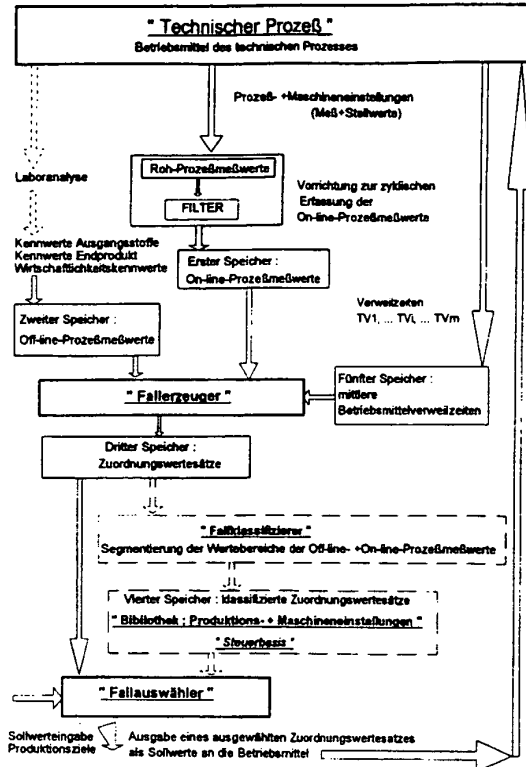 " Technischer Prozeß "
Betriebsmittel des technischen Prozesses
Prozeß- +Maschineneinstellungen
(Meß+Stellwerte)
Laboranalyse
Roh-Prozeßmeßwerte
FILTER
Vorrichtung zur zyklischen
Erfassung der
On-line-Prozeßmeßwerte
Kennwerte Ausgangsstoffe
Kennwerte Endprodukt
Wirtschaftlichkeitskennwerte
Erster Speicher :
On-line-Prozeßmeßwerte
Zweiter Speicher :
Off-line-Prozeßmeßwerte
Verweilzeiten
TV1, ... TVi, ... TVm
" Fallerzeuger "
Fünfter Speicher :
mittlere
Betriebsmittelverweilzeiten
Dritter Speicher :
Zuordnungswertesätze
" Fallklassifizierer "
Segmentierung der Wertebereiche der Off-line- +On-line-Prozeßmeßwerte
Vierter Speicher : klassifizierte Zuordnungswertesätze
" Bibliothek ; Produktions- + Maschineneinstellungen "
" Steuerbasis "
" Fallauswähler "
Sollwerteingabe
Produktionsziele
Ausgabe eines ausgewählten Zuordnungswertesatzes
als Sollwerte an die Betriebsmittel